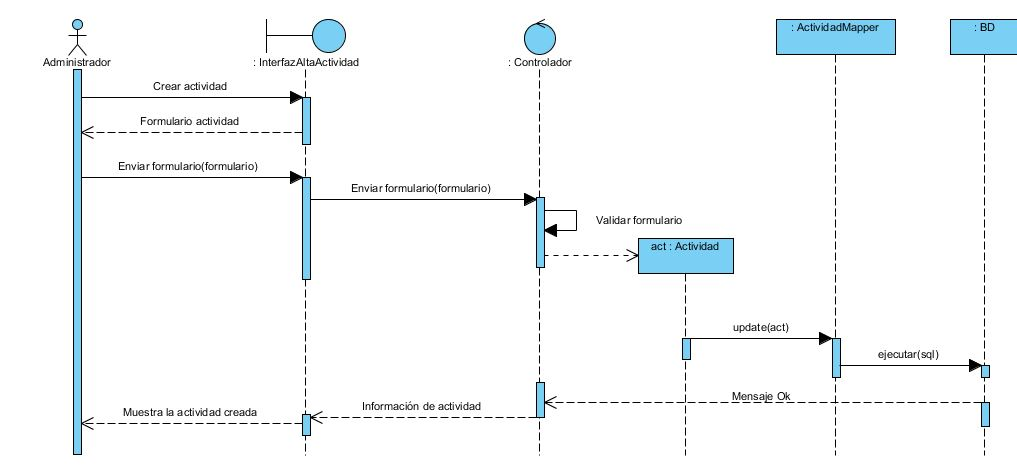 : ActividadMapper
: BD
Administrador
: InterfazAltaActividad
: Controlador
Crear actividad
Formulario actividad
Enviar formulario(formulario)
Enviar formulario(formulario)
Validar formulario
act : Actividad
update(act)
ejecutar(sql)
Mensaje Ok
Información de actividad
Muestra la actividad creada